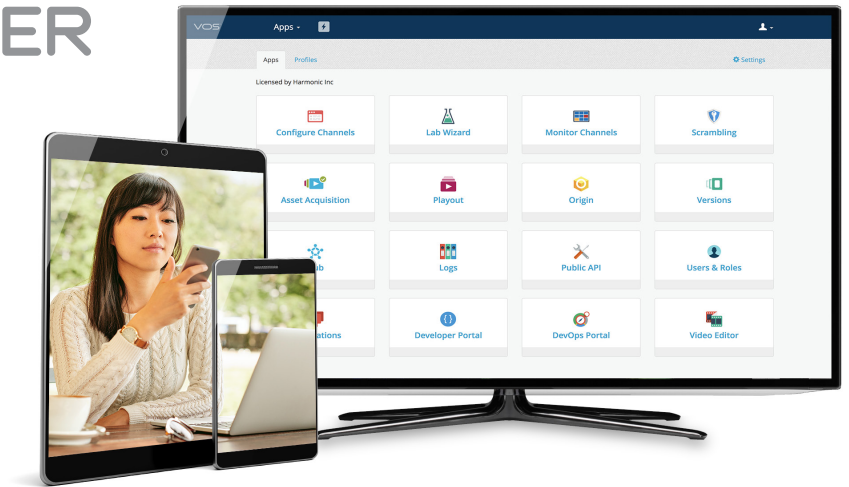 ER
VOS
Apps
Apps
Profiles
Settings
Licensed by Harmonic Inc
Configure Channels
Lab Wizard
Monitor Channels
Scrambling
Asset Acquisition
Playout
Origin
Versions
Logs
Public API
Users & Roles
Developer Portal
DevOps Portal
Video Editor